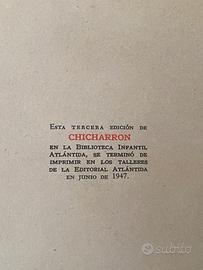 ESTA TERCERA EDICIÓN DE
CHICHARRON
EN LA BIBLIOTECA INFANTIL
ATLÁNTIDA, SE TERMINÓ DE
IMPRIMIR EN LOS TALLERES
DE LA EDITORIAL ATLÁNTIDA
EN JUNIO DE 1947.
subito